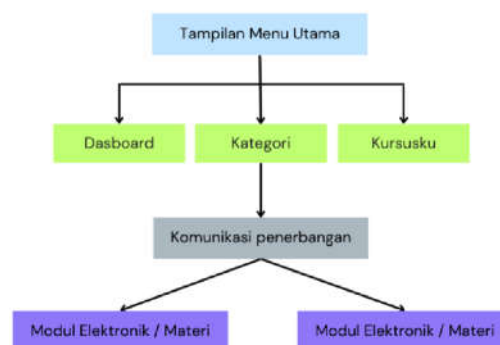 Tampilan Menu Utama
Dasboard
Kategori
Kursusku
Komunikasi penerbangan
Modul Elektronik / Materi
Modul Elektronik / Materi